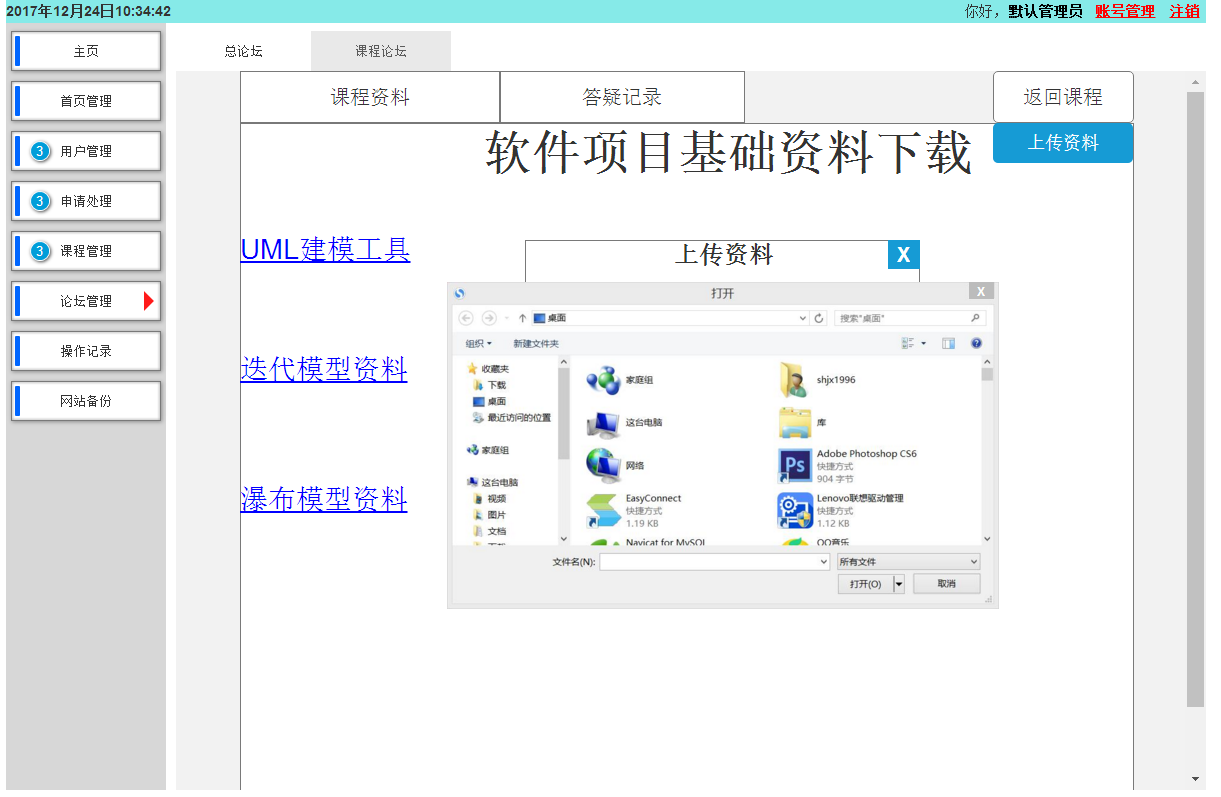 2017年12月24日10:34:42
你好，默认管理员 账号管理 注销
主页
首页管理
3 用户管理
3 申请处理
3 课程管理
论坛管理
操作记录
网站备份
总论坛 课程论坛
课程资料 答疑记录 返回课程
软件项目基础资料下载 上传资料
UML建模工具
迭代模型资料
瀑布模型资料
上传资料 X
打开 X
桌面 搜索"桌面"
组织 新建文件夹
收藏夹
下载
桌面
最近访问的位置
家庭组
这台电脑
视频
图片
文档
家庭组
shjx1996
这台电脑
库
网络
Ps
Adobe Photoshop CS6
快捷方式
904 字节
EasyConnect
快捷方式
1.19 KB
Lenovo联想驱动管理
快捷方式
1.12 KB
Navicat for MySQL
QQ音乐
文件名(N): 所有文件
打开(O) 取消